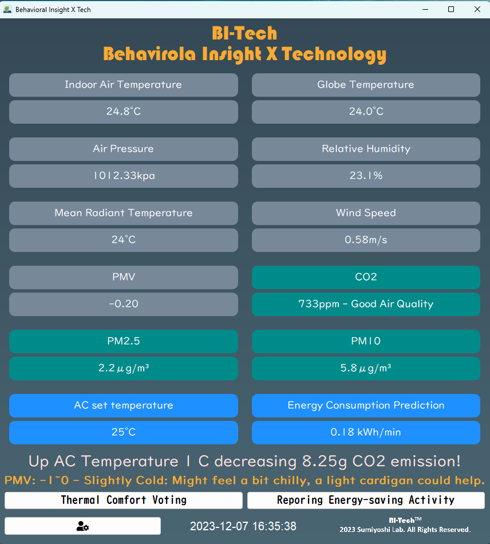 Behavioral Insight X Tech
BI-Tech
Behavirola Insight X Technology
Indoor Air Temperature
Globe Temperature
24.8°C
24.0°C
Air Pressure
Relative Humidity
1012.33kpa
23.1%
Mean Radiant Temperature
Wind Speed
24°C
0.58m/s
PMV
CO2
-0.20
733ppm - Good Air Quality
PM2.5
PM10
2.2μg/m³
5.8μg/m³
AC set temperature
Energy Consumption Prediction
25°C
0.18 kWh/min
Up AC Temperature 1 C decreasing 8.25g CO2 emission!
PMV: -1~0 - Slightly Cold: Might feel a bit chilly, a light cardigan could help.
Thermal Comfort Voting
Reporing Energy-saving Activity
2023-12-07 16:35:38
BI-Tech™
2023 Sumiyoshi Lab. All Rights Reserved.